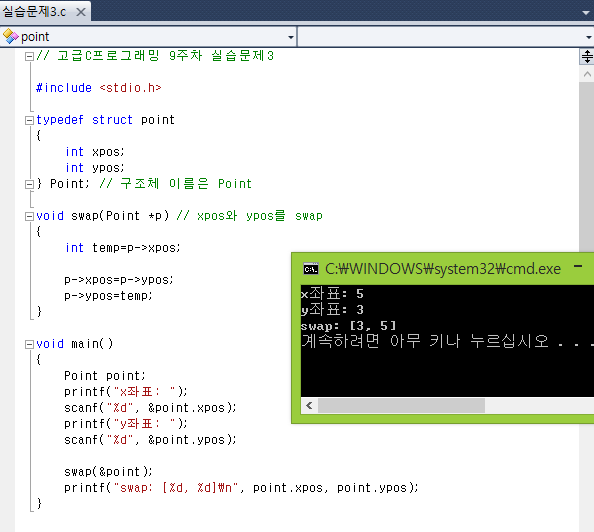 실습문제3.c
point
// 고급C프로그래밍 9주차 실습문제3
#include <stdio.h>
typedef struct point
{
int xpos;
int ypos;
} Point; // 구조체 이름은 Point
void swap(Point *p) // xpos와 ypos를 swap
{
int temp=p->xpos;
p->xpos=p->ypos;
p->ypos=temp;
}
void main()
{
Point point;
printf("x좌표: ");
scanf("%d", &point.xpos);
printf("y좌표: ");
scanf("%d", &point.ypos);
swap(&point);
printf("swap: [%d, %d]₩n", point.xpos, point.ypos);
}
C:₩WINDOWS₩system32₩cmd.exe
x좌표: 5
y좌표: 3
swap: [3, 5]
계속하려면 아무 키나 누르십시오 . . .